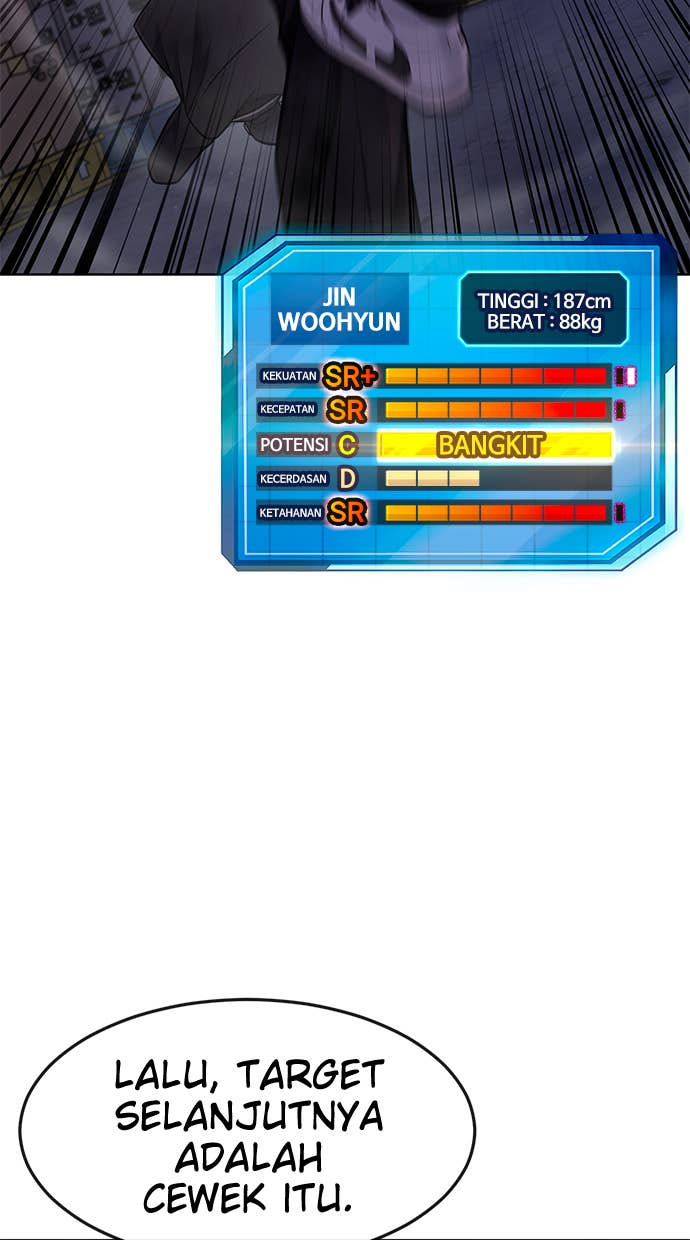 JIN
WOOHYUN
TINGGI : 187cm
BERAT : 88kg
KEKUATAN SR+
KECEPATAN SR
POTENSI C BANGKIT
KECERDASAN D
KETAHANAN SR
LALU, TARGET
SELANJUTNYA
ADALAH
CEWEK ITU.